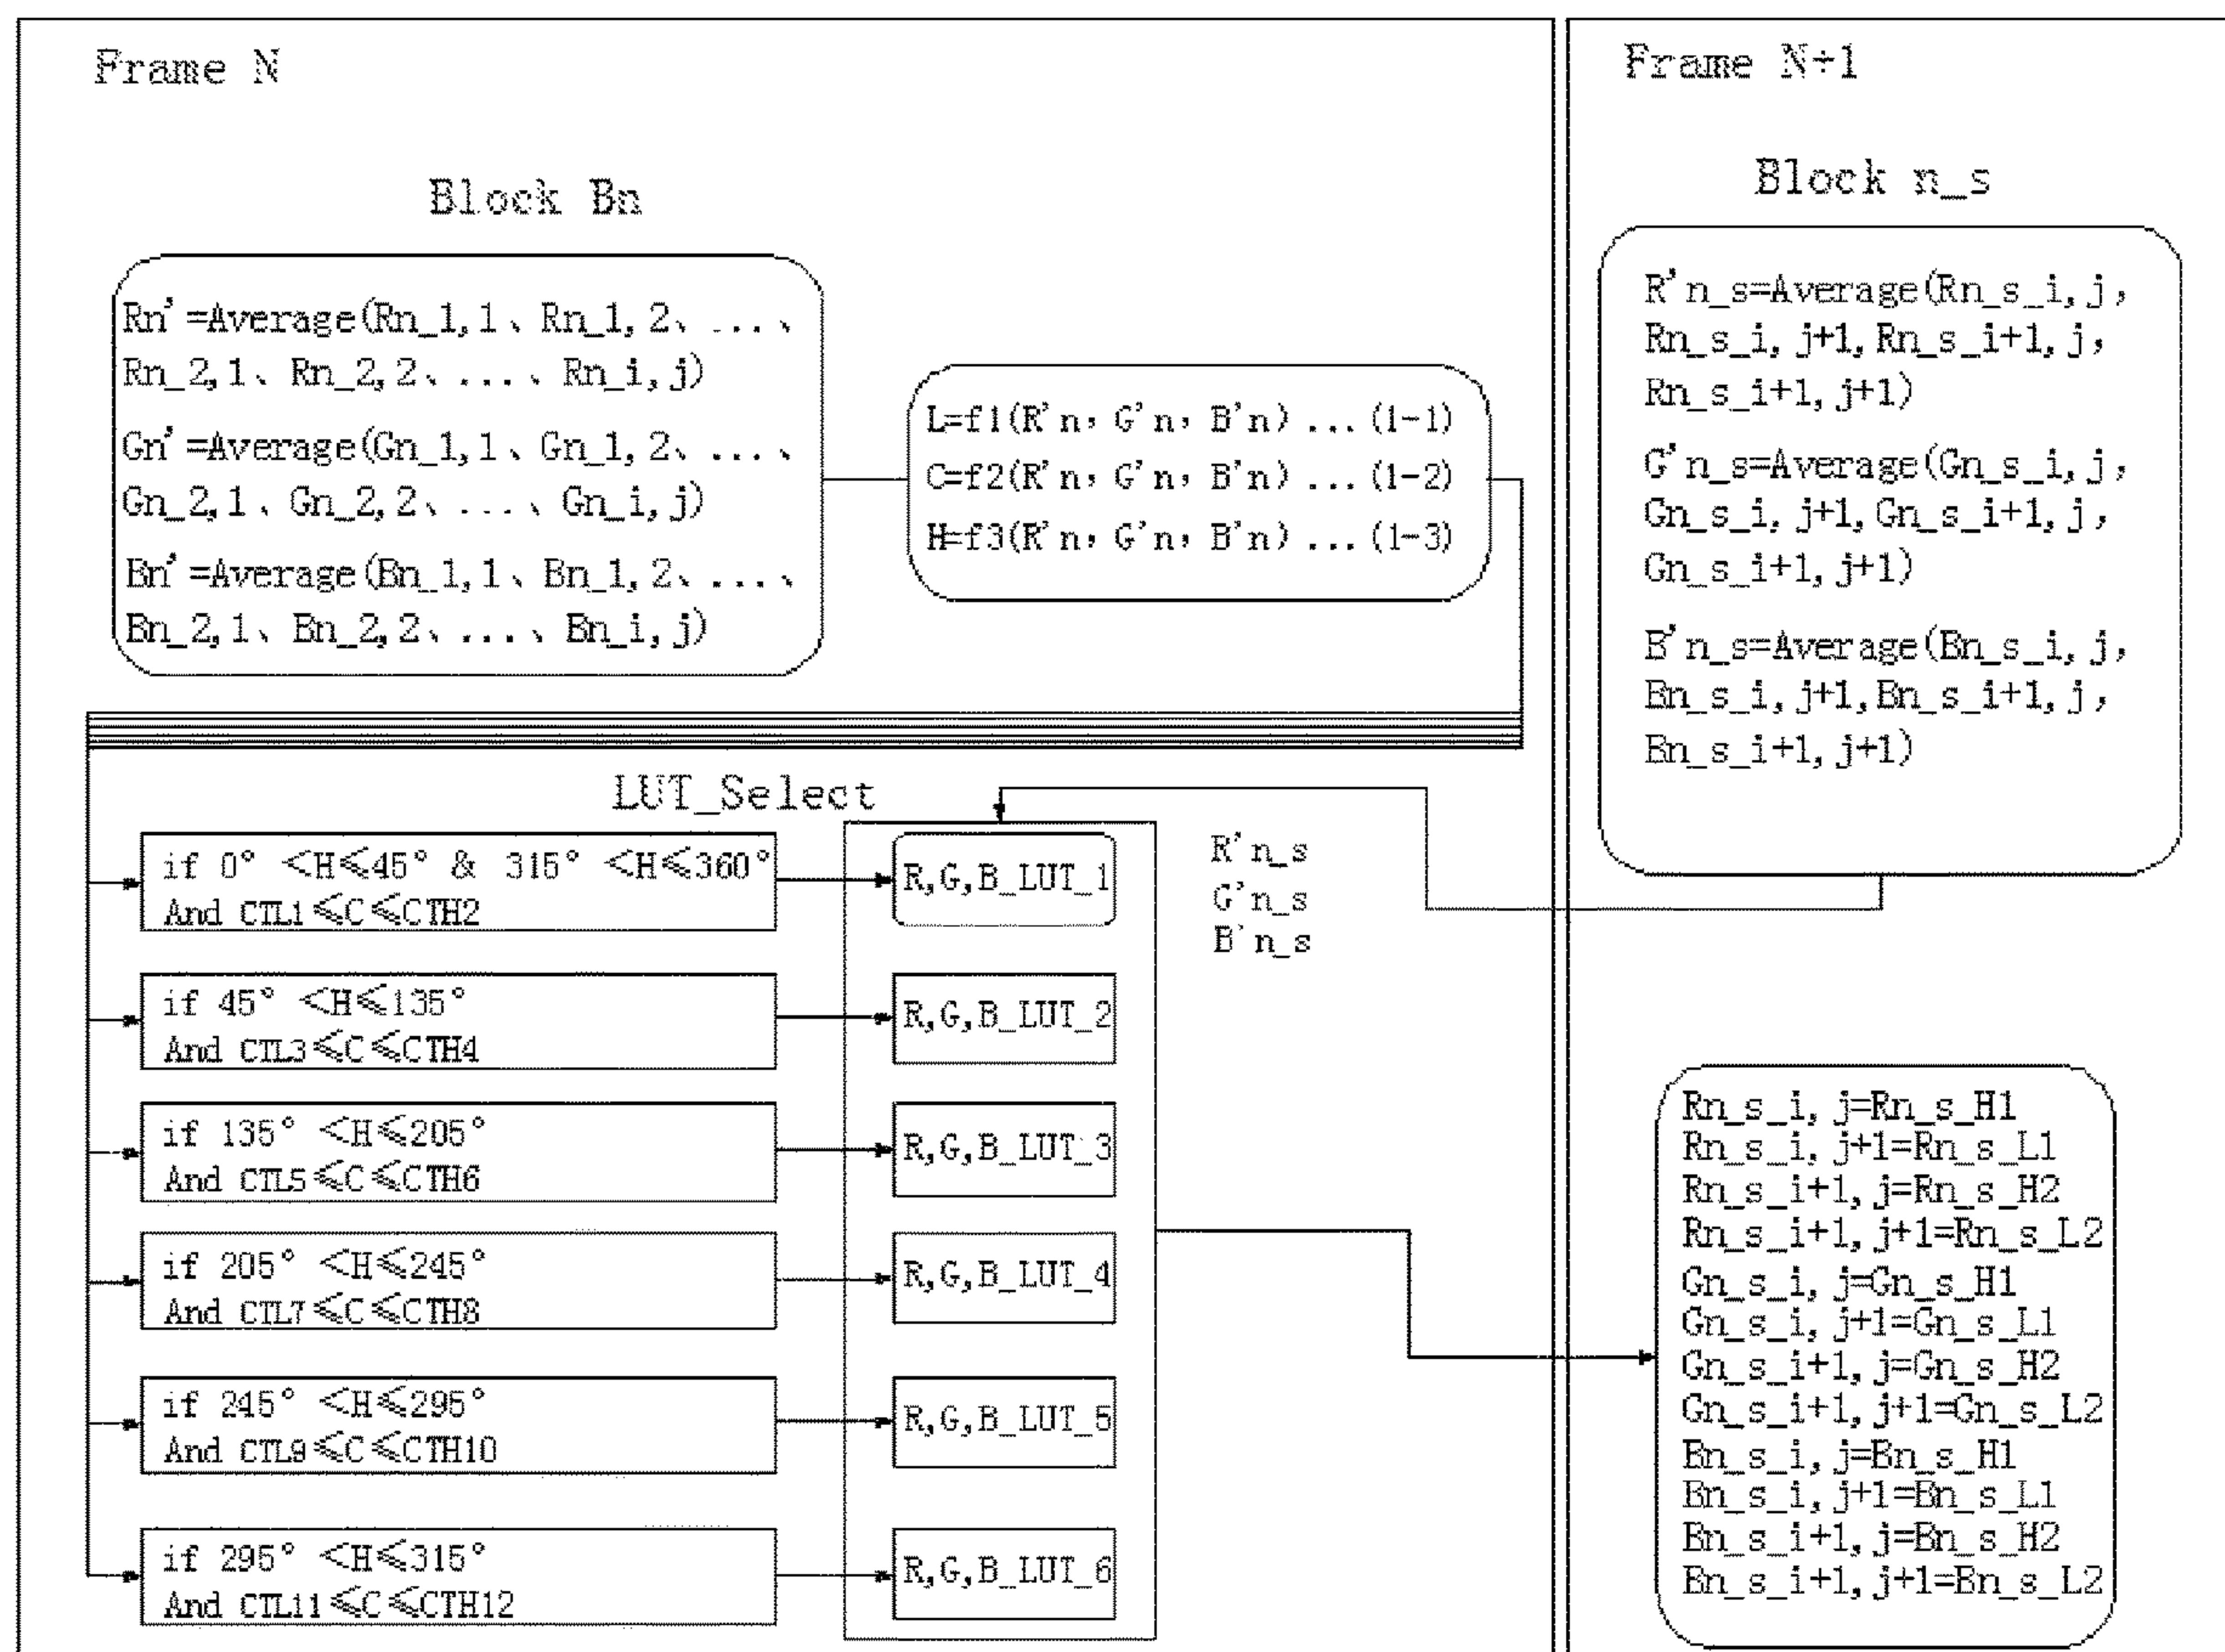 Frame N
Block Bn
Rn'=Average(Rn_1,1、Rn_1,2、...、
Rn_2,1、Rn_2,2、...、Rn_i,j)
Gn'=Average(Gn_1,1、Gn_1,2、...、
Gn_2,1、Gn_2,2、...、Gn_i,j)
Bn'=Average(Bn_1,1、Bn_1,2、...、
Bn_2,1、Bn_2,2、...、Bn_i,j)
L=f1(R'n, G'n, B'n)...(1-1)
C=f2(R'n, G'n, B'n)...(1-2)
H=f3(R'n, G'n, B'n)...(1-3)
LUT_Select
if 0° <H≤45° & 315° <H≤360°
And CTL1≤C≤CTH2
R,G,B_LUT_1
if 45° <H≤135°
And CTL3≤C≤CTH4
R,G,B_LUT_2
if 135° <H≤205°
And CTL5≤C≤CTH6
R,G,B_LUT_3
if 205° <H≤245°
And CTL7≤C≤CTH8
R,G,B_LUT_4
if 245° <H≤295°
And CTL9≤C≤CTH10
R,G,B_LUT_5
if 295° <H≤315°
And CTL11≤C≤CTH12
R,G,B_LUT_6
R'n_s
G'n_s
B'n_s
Frame N+1
Block n_s
R'n_s=Average(Rn_s_i,j,
Rn_s_i,j+1,Rn_s_i+1,j,
Rn_s_i+1,j+1)
G'n_s=Average(Gn_s_i,j,
Gn_s_i,j+1,Gn_s_i+1,j,
Gn_s_i+1,j+1)
B'n_s=Average(Bn_s_i,j,
Bn_s_i,j+1,Bn_s_i+1,j,
Bn_s_i+1,j+1)
Rn_s_i,j=Rn_s_H1
Rn_s_i,j+1=Rn_s_L1
Rn_s_i+1,j=Rn_s_H2
Rn_s_i+1,j+1=Rn_s_L2
Gn_s_i,j=Gn_s_H1
Gn_s_i,j+1=Gn_s_L1
Gn_s_i+1,j=Gn_s_H2
Gn_s_i+1,j+1=Gn_s_L2
Bn_s_i,j=Bn_s_H1
Bn_s_i,j+1=Bn_s_L1
Bn_s_i+1,j=Bn_s_H2
Bn_s_i+1,j+1=Bn_s_L2